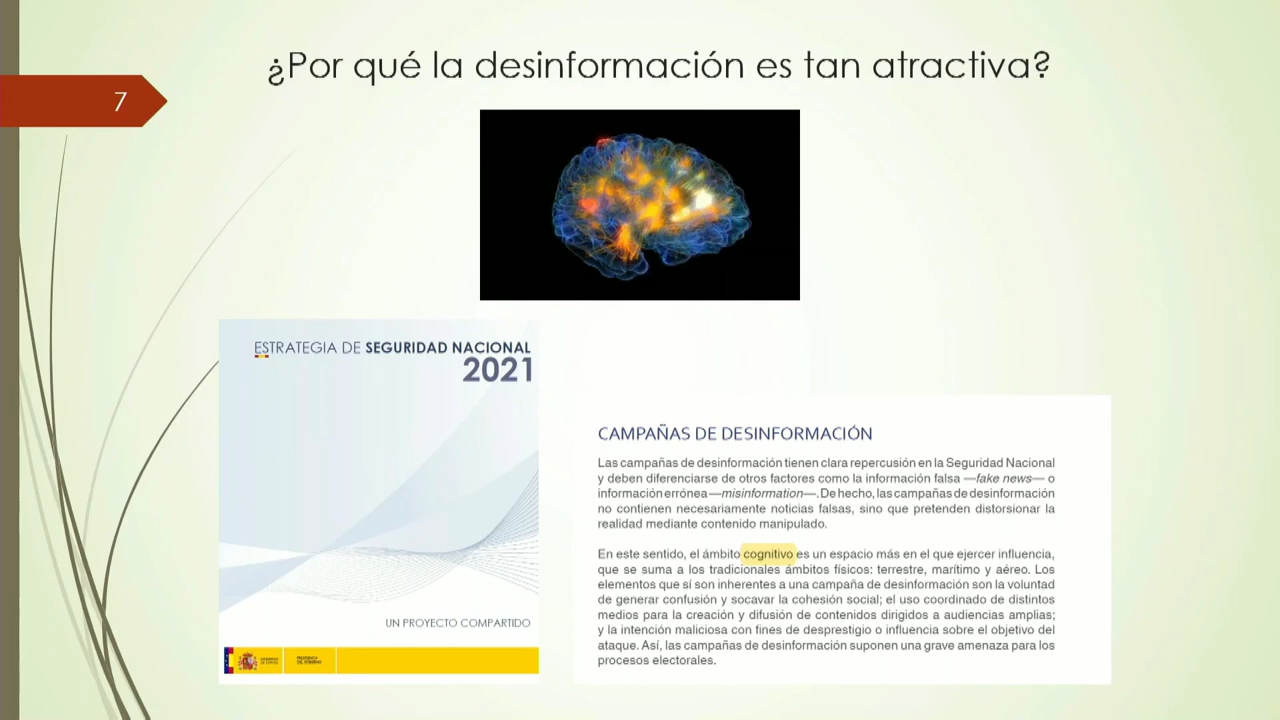 ¿Por qué la desinformación es tan atractiva?
7
ESTRATEGIA DE SEGURIDAD NACIONAL
2021
UN PROYECTO COMPARTIDO
GOBIERNO
DE ESPAÑA
PRESIDENCIA
DEL GOBIERNO
CAMPAÑAS DE DESINFORMACIÓN
Las campañas de desinformación tienen clara repercusión en la Seguridad Nacional
y deben diferenciarse de otros factores como la información falsa —fake news— o
información errónea —misinformation—. De hecho, las campañas de desinformación
no contienen necesariamente noticias falsas, sino que pretenden distorsionar la
realidad mediante contenido manipulado.
En este sentido, el ámbito cognitivo es un espacio más en el que ejercer influencia,
que se suma a los tradicionales ámbitos físicos: terrestre, marítimo y aéreo. Los
elementos que sí son inherentes a una campaña de desinformación son la voluntad
de generar confusión y socavar la cohesión social; el uso coordinado de distintos
medios para la creación y difusión de contenidos dirigidos a audiencias amplias;
y la intención maliciosa con fines de desprestigio o influencia sobre el objetivo del
ataque. Así, las campañas de desinformación suponen una grave amenaza para los
procesos electorales.